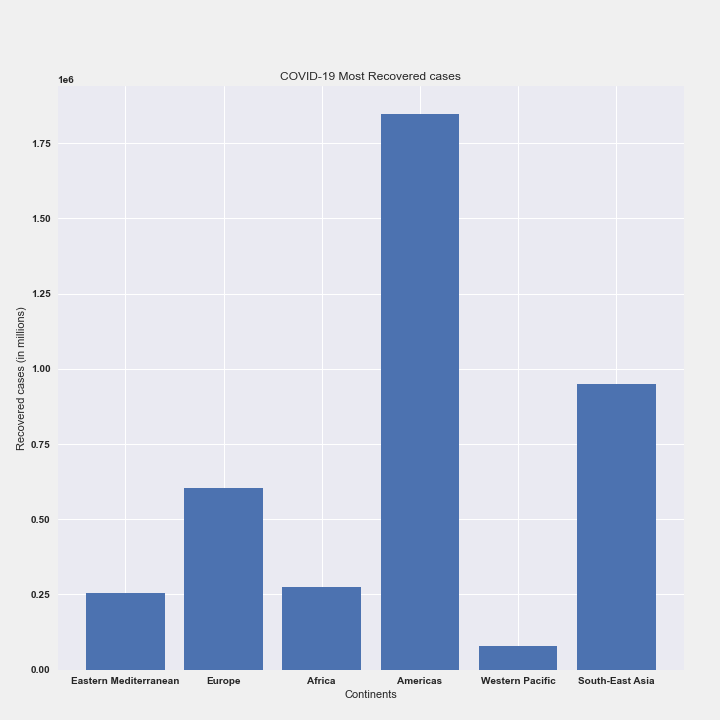 COVID-19 Most Recovered cases
1e6
1.75
1.50
1.25
1.00
0.75
0.50
0.25
0.00
Recovered cases (in millions)
Eastern Mediterranean Europe Africa Americas Western Pacific South-East Asia
Continents